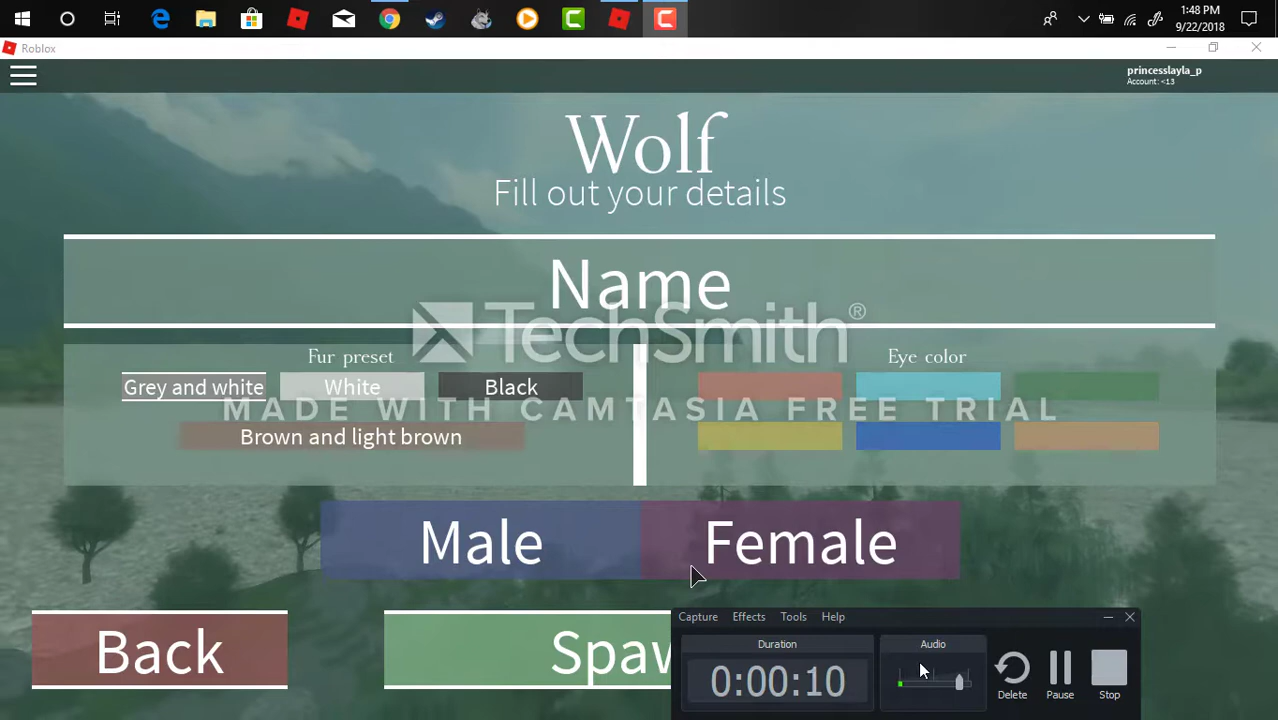 1:48 PM
9/22/2018
Roblox
princesslayla_p
Account: <13
Wolf
Fill out your details
Name
TechSmith®
Fur preset
Eye color
Grey and white
White
Black
MADE WITH CAMTASIA FREE TRIAL
Brown and light brown
Male
Female
Back
Spaw
Capture
Effects
Tools
Help
Duration
Audio
0:00:10
Delete
Pause
Stop